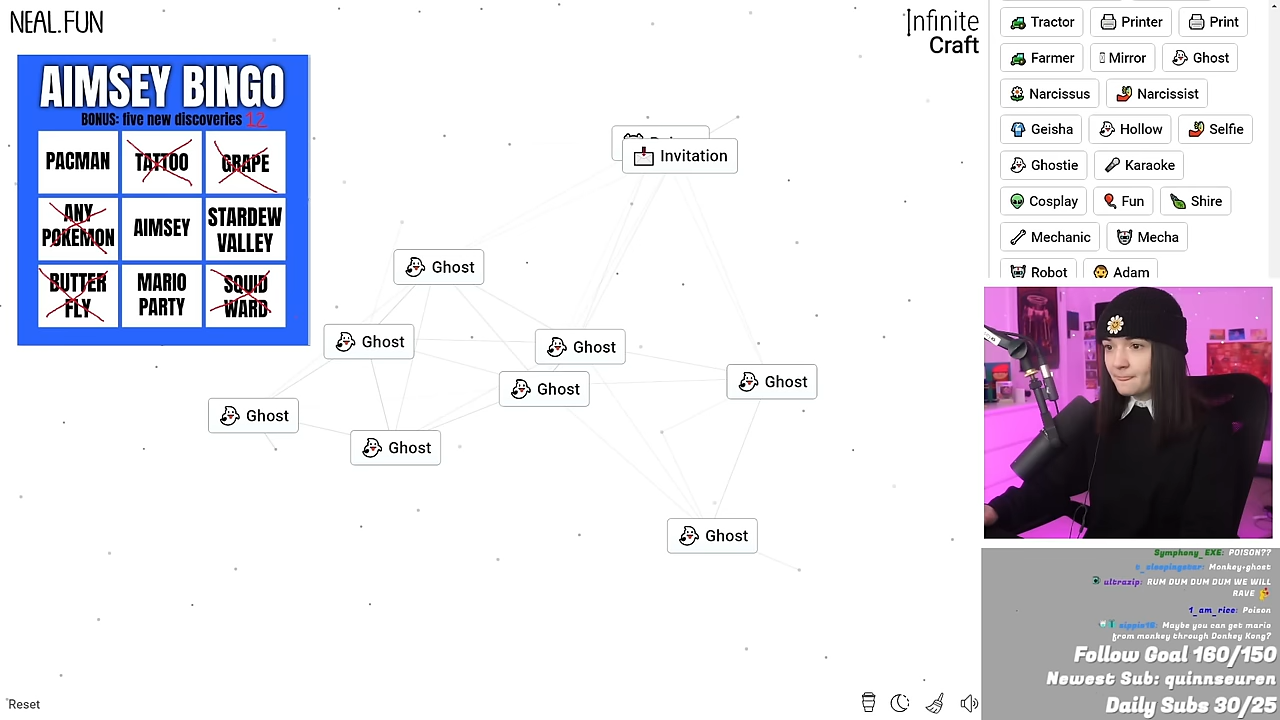 NEAL.FUN
Infinite
Craft
AIMSEY BINGO
BONUS: five new discoveries 12
PACMAN
TATTOO
GRAPE
ANY
POKEMON
AIMSEY
STARDEW
VALLEY
BUTTER
FLY
MARIO
PARTY
SQUID
WARD
Invitation
Ghost
Ghost
Ghost
Ghost
Ghost
Ghost
Ghost
Ghost
Tractor
Printer
Print
Farmer
Mirror
Ghost
Narcissus
Narcissist
Geisha
Hollow
Selfie
Ghostie
Karaoke
Cosplay
Fun
Shire
Mechanic
Mecha
Robot
Adam
Symphony_EXE: POISON??
Monkey+ghost
ultrazip: RUM DUM DUM DUM WE WILL
RAVE
1_am_rice: Poison
Maybe you can get mario
from monkey through Donkey Kong?
Follow Goal 160/150
Newest Sub: quinnseuren
Daily Subs 30/25
Reset